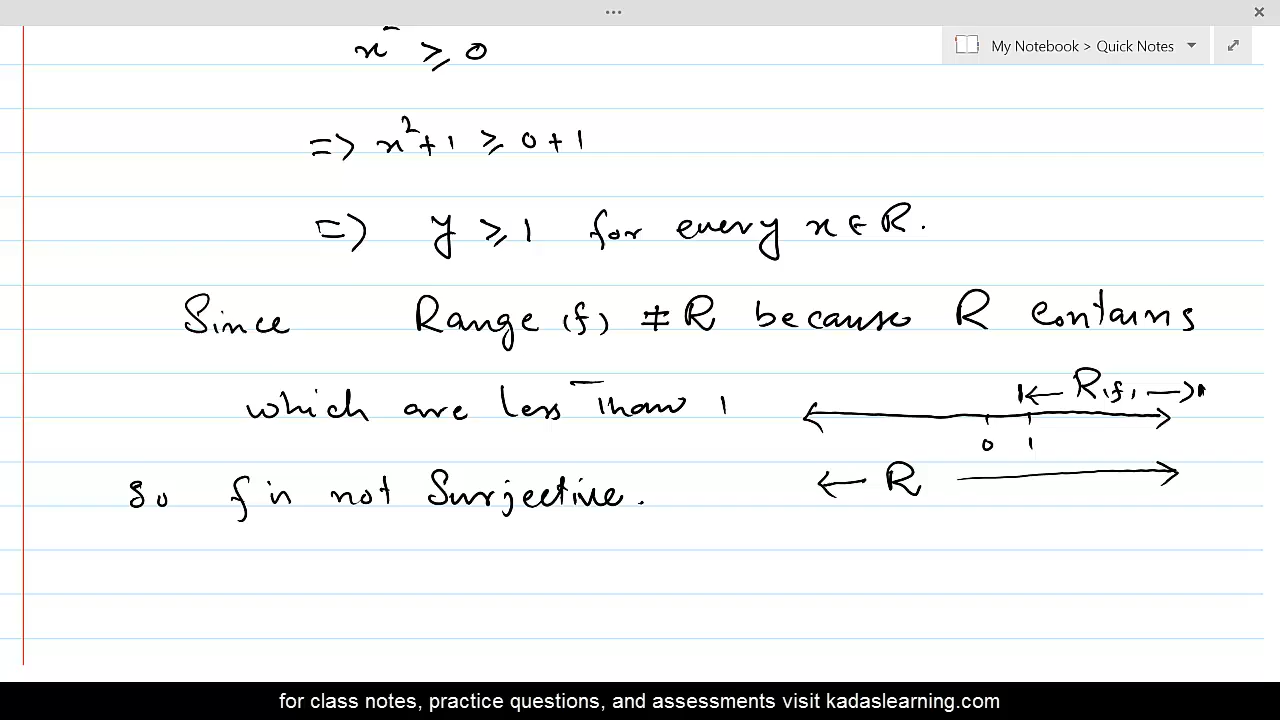 ...
My Notebook > Quick Notes
x² ⩾ 0
=> x²+1 ⩾ 0+1
=> y ⩾ 1 for every x ∈ R.
Since Range (f) ≠ R because R contains
which are less than 1
R(f)
0 1
R
So f is not Surjective.
for class notes, practice questions, and assessments visit kadaslearning.com